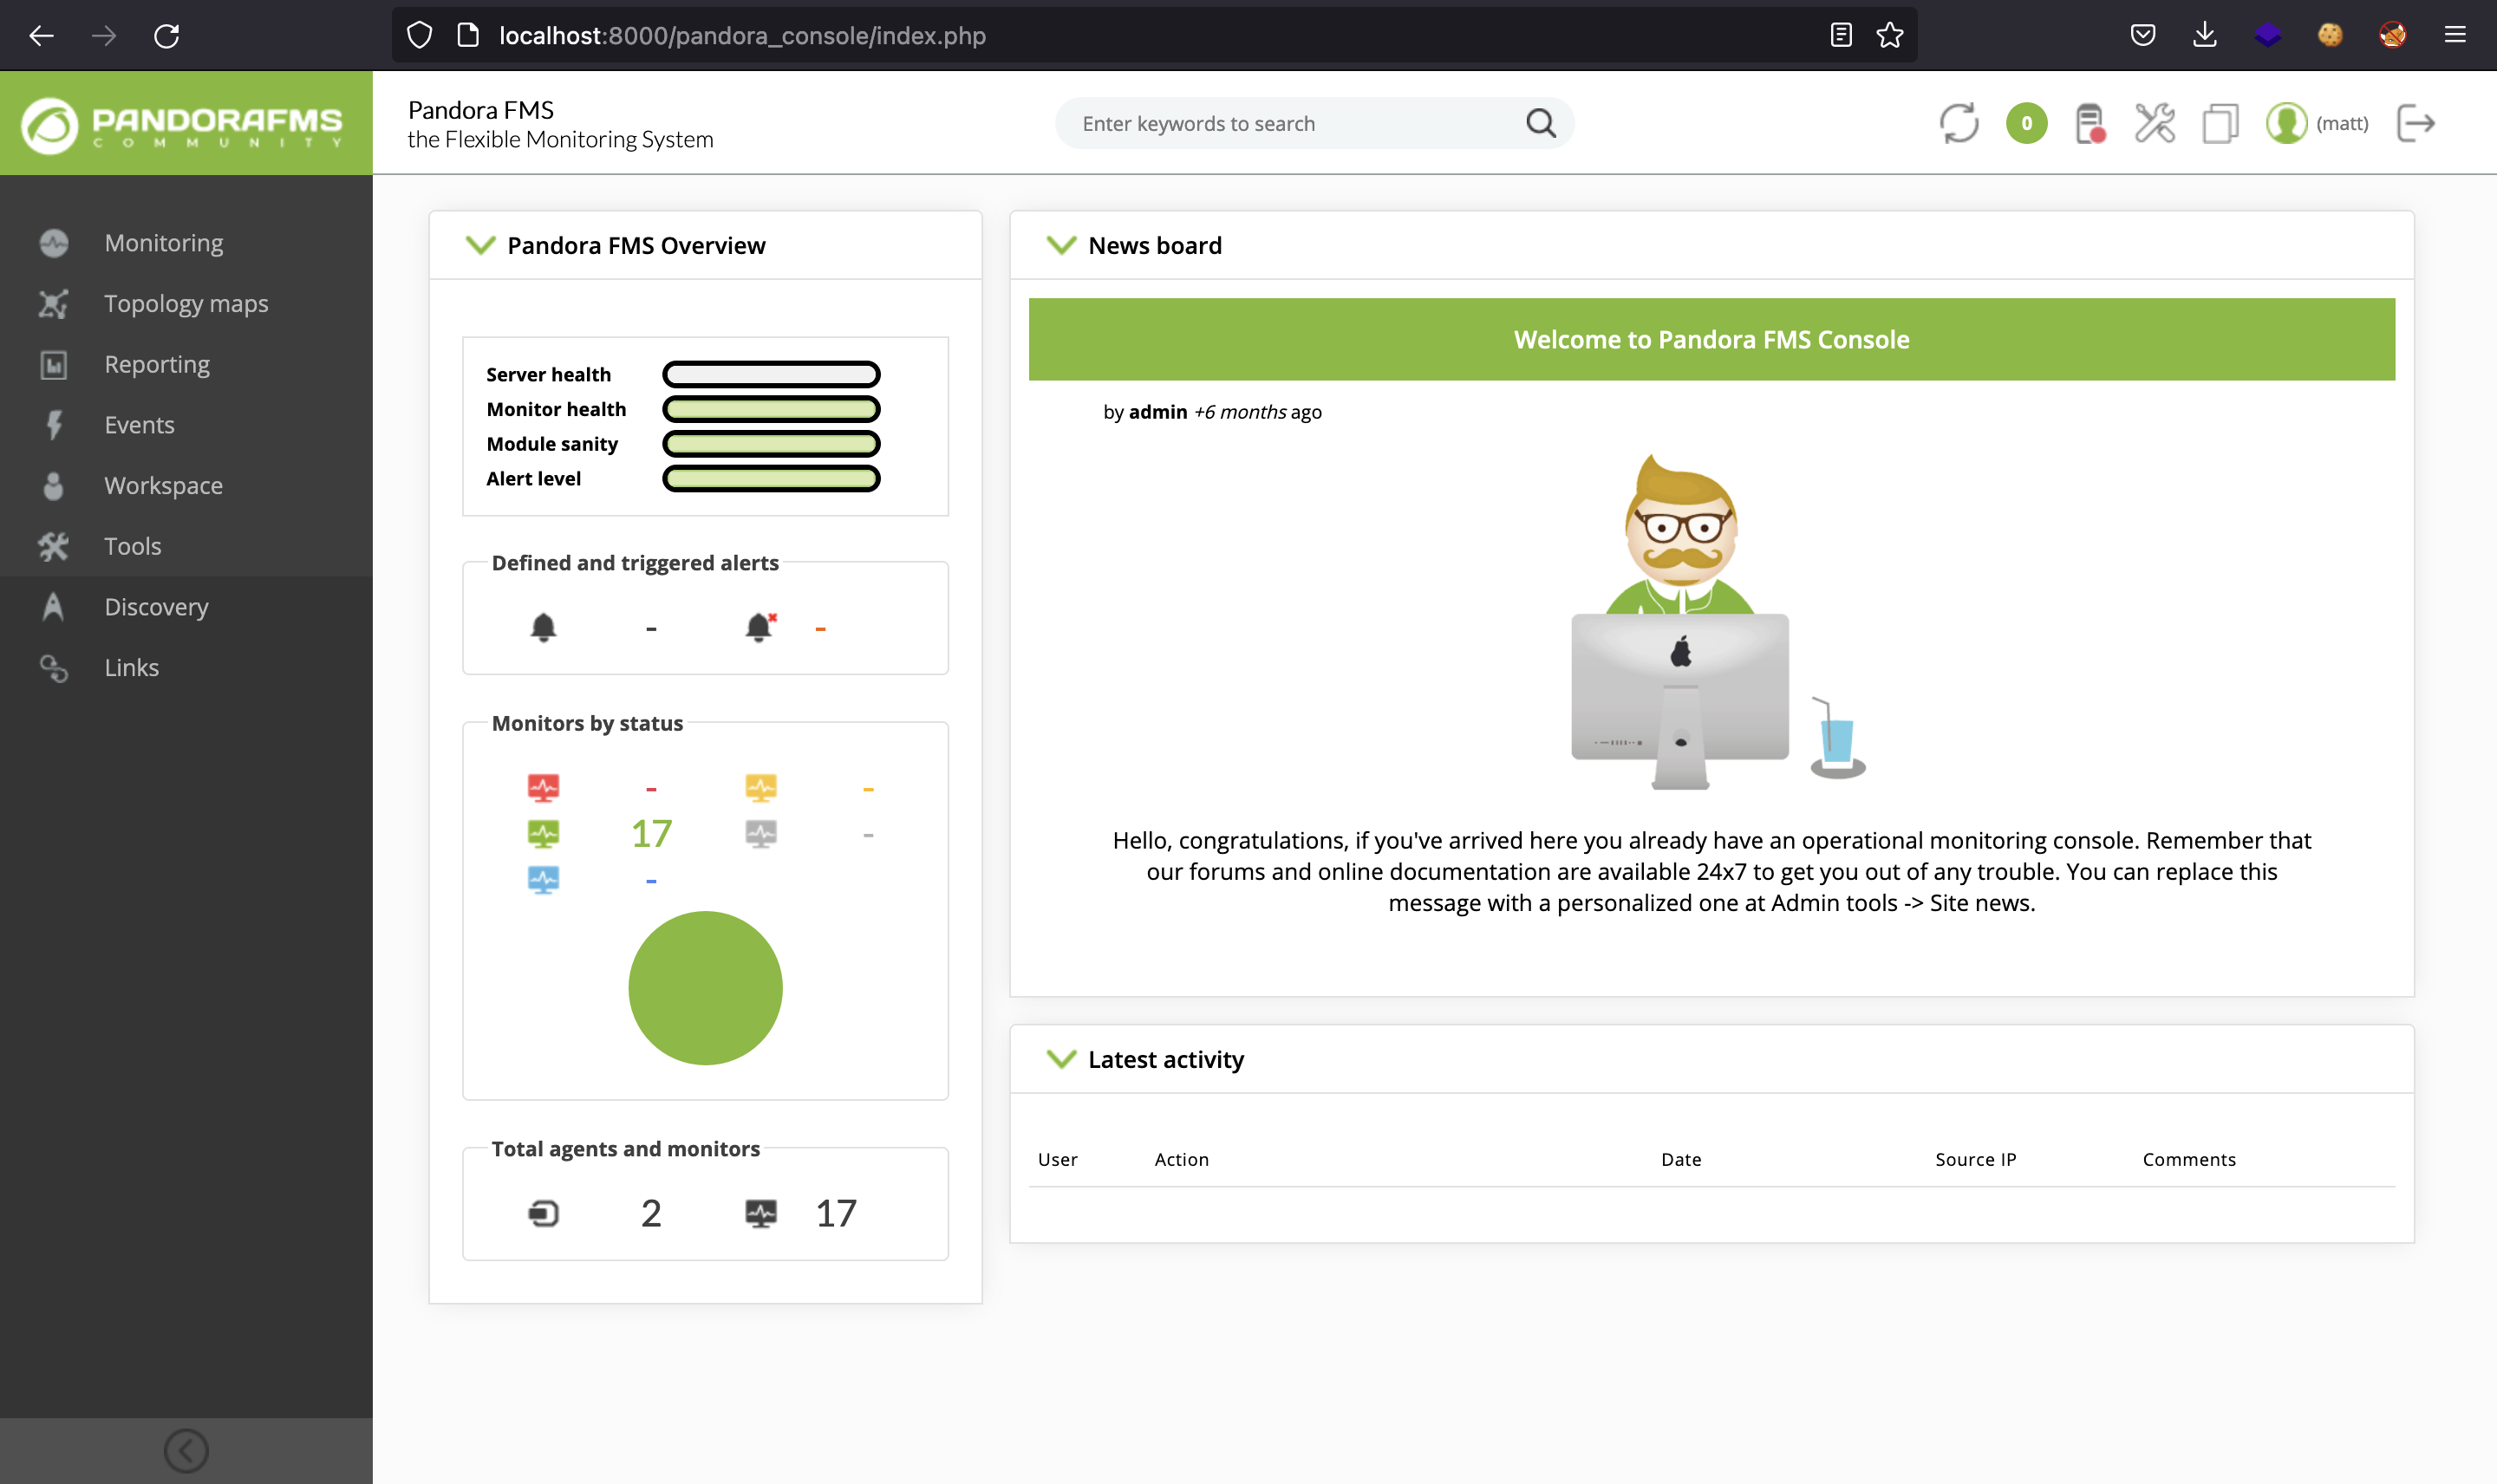 localhost:8000/pandora_console/index.php
PANDORAFMS
COMMUNITY
Pandora FMS
the Flexible Monitoring System
Enter keywords to search
0
(matt)
Monitoring
Topology maps
Reporting
Events
Workspace
Tools
Discovery
Links
Pandora FMS Overview
Server health
Monitor health
Module sanity
Alert level
Defined and triggered alerts
- -
Monitors by status
- -
17 -
-
Total agents and monitors
2 17
News board
Welcome to Pandora FMS Console
by admin +6 months ago
Hello, congratulations, if you've arrived here you already have an operational monitoring console. Remember that
our forums and online documentation are available 24x7 to get you out of any trouble. You can replace this
message with a personalized one at Admin tools -> Site news.
Latest activity
User Action Date Source IP Comments